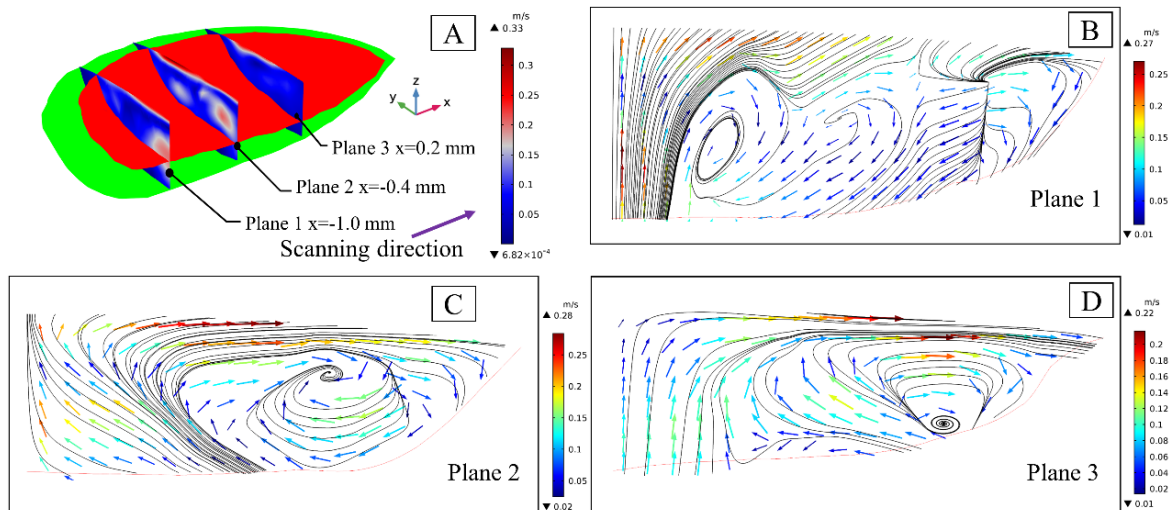 m/s
▲ 0.33
A
0.3
0.25
0.2
0.15
0.1
0.05
▼ 6.82×10⁻⁴
z
y
x
Plane 3 x=0.2 mm
Plane 2 x=-0.4 mm
Plane 1 x=-1.0 mm
Scanning direction
B
m/s
▲ 0.27
0.25
0.2
0.15
0.1
0.05
▼ 0.01
Plane 1
C
m/s
▲ 0.28
0.25
0.2
0.15
0.1
0.05
▼ 0.02
Plane 2
D
m/s
▲ 0.22
0.2
0.18
0.16
0.14
0.12
0.1
0.08
0.06
0.04
0.02
▼ 0.01
Plane 3